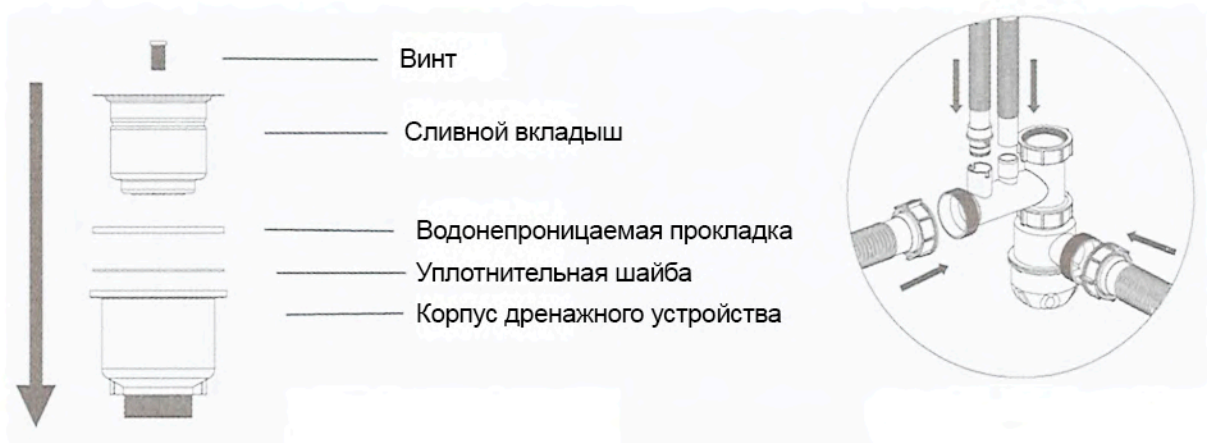 Винт
Сливной вкладыш
Водонепроницаемая прокладка
Уплотнительная шайба
Корпус дренажного устройства